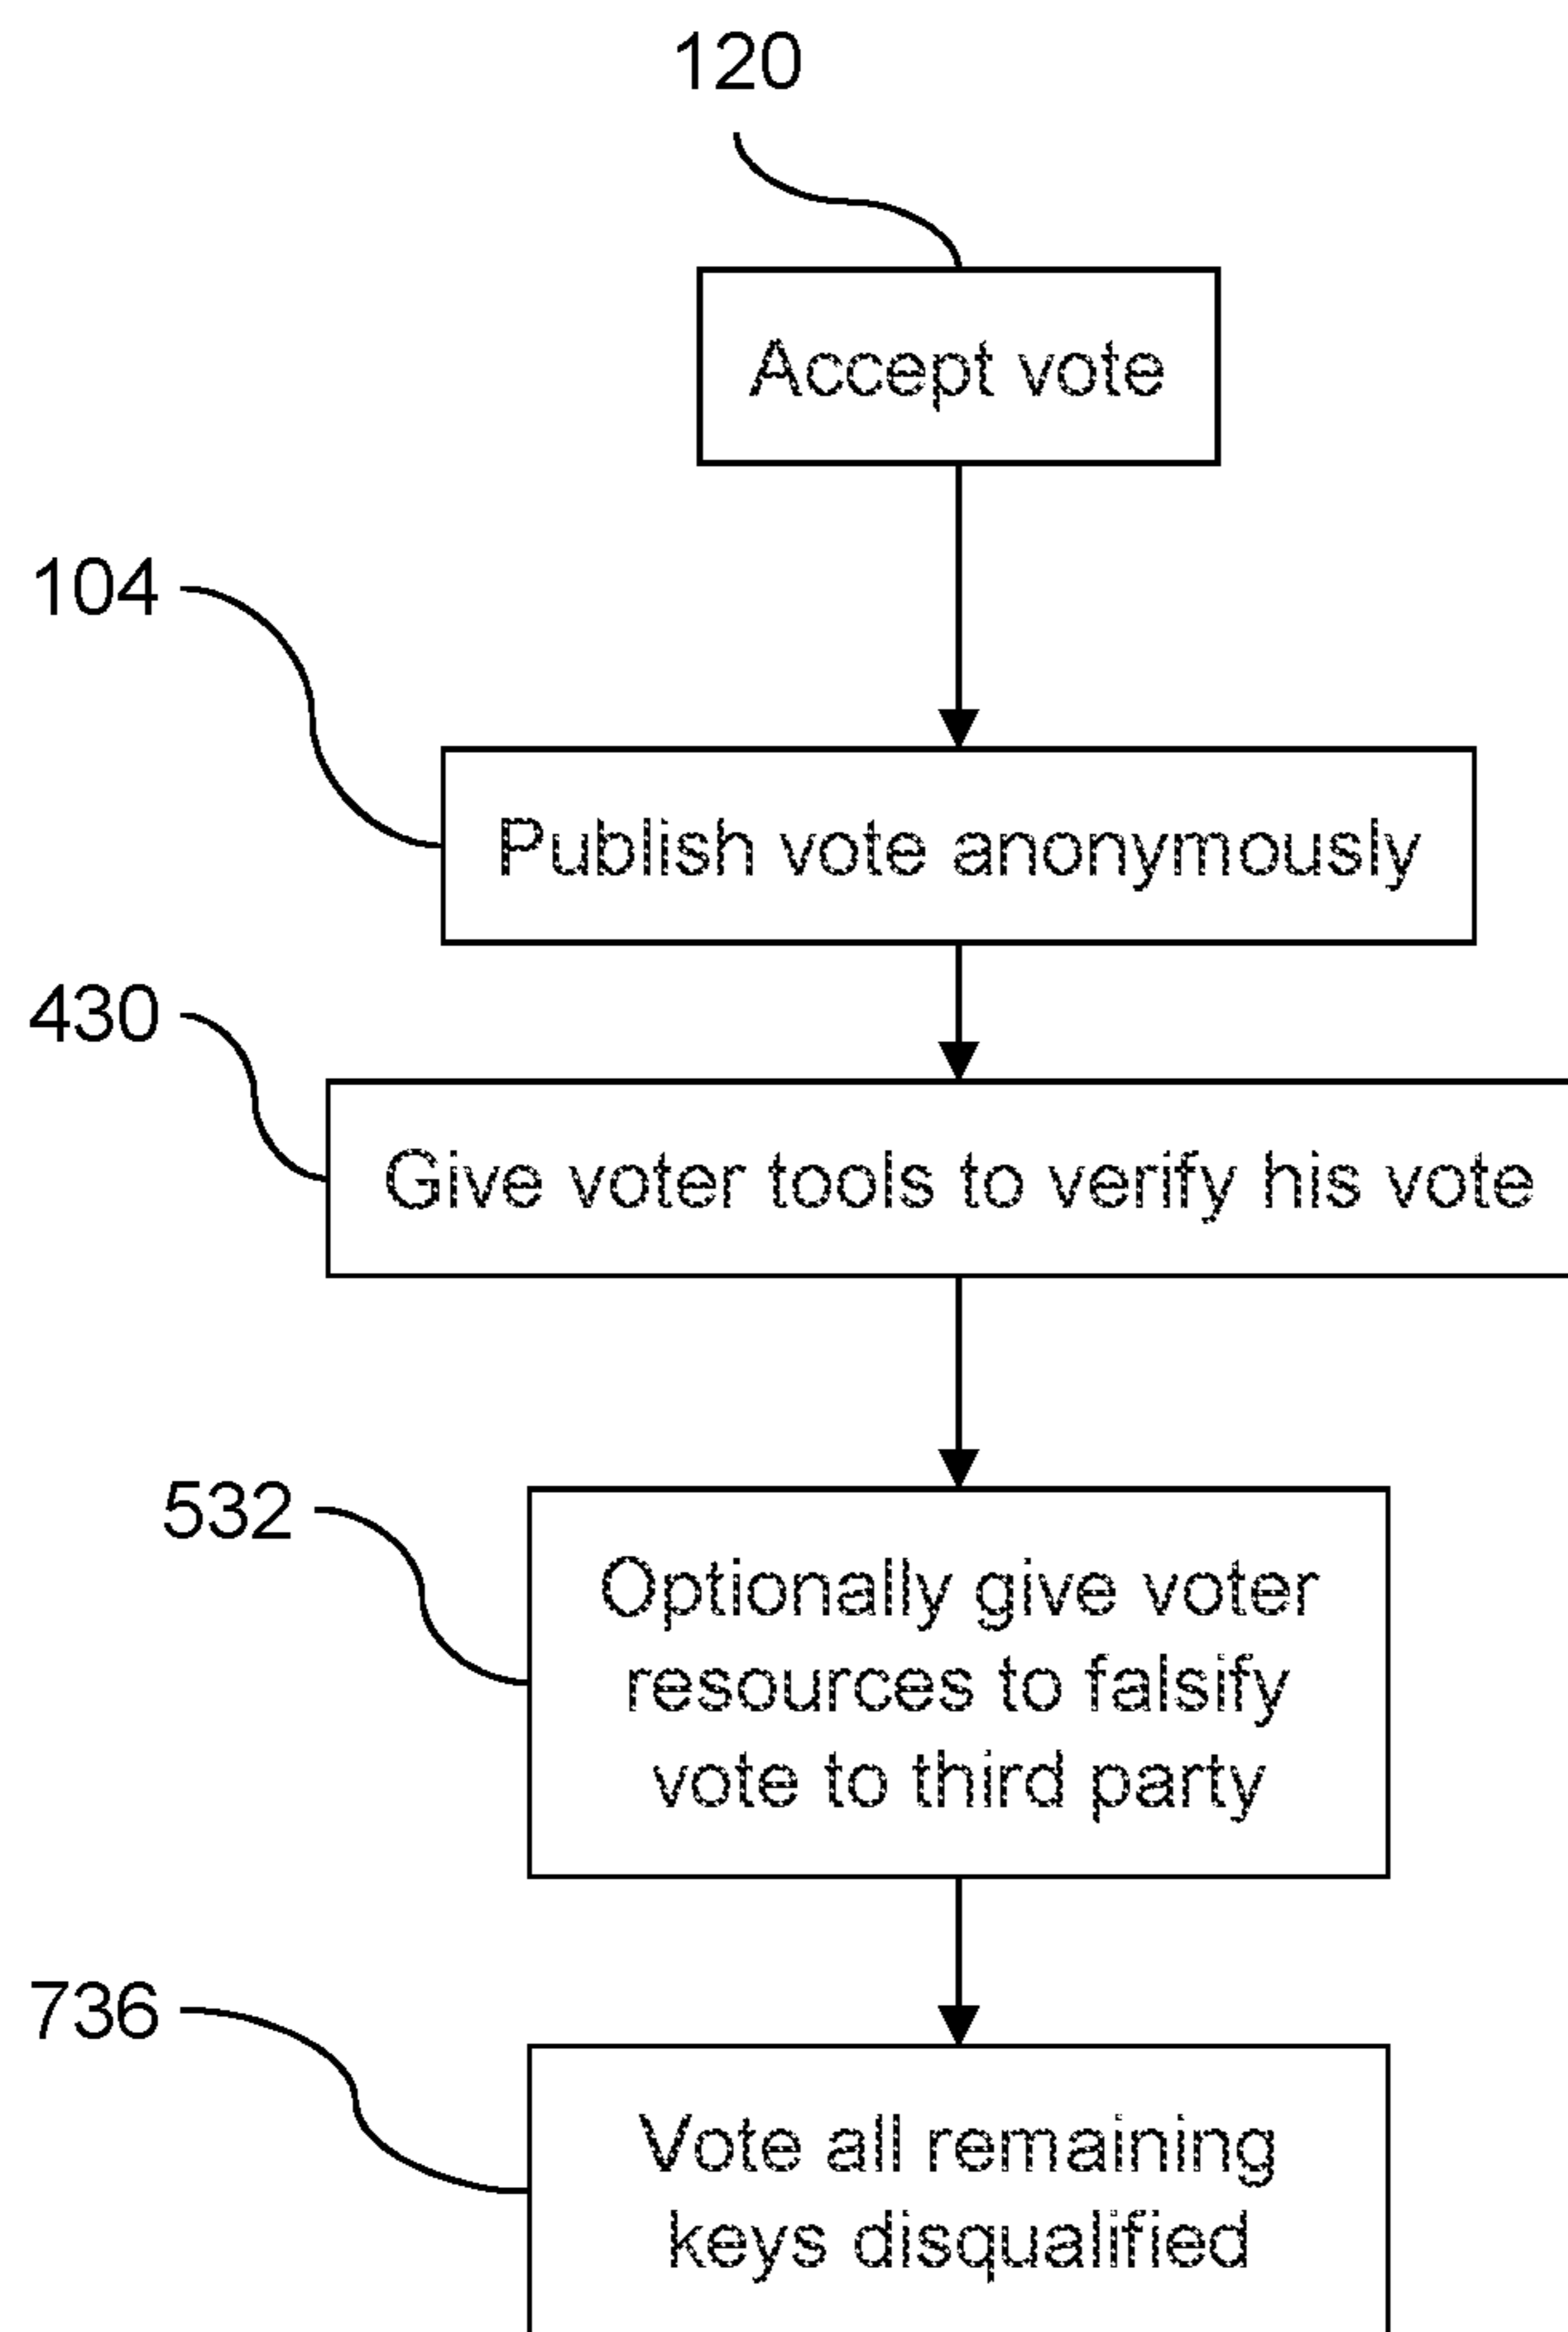 120
Accept vote
104
Publish vote anonymously
430
Give voter tools to verify his vote
532
Optionally give voter
resources to falsify
vote to third party
736
Vote all remaining
keys disqualified